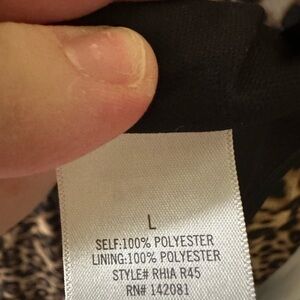 L
SELF:100% POLYESTER
LINING:100% POLYESTER
STYLE# RHIA R45
RN# 142081